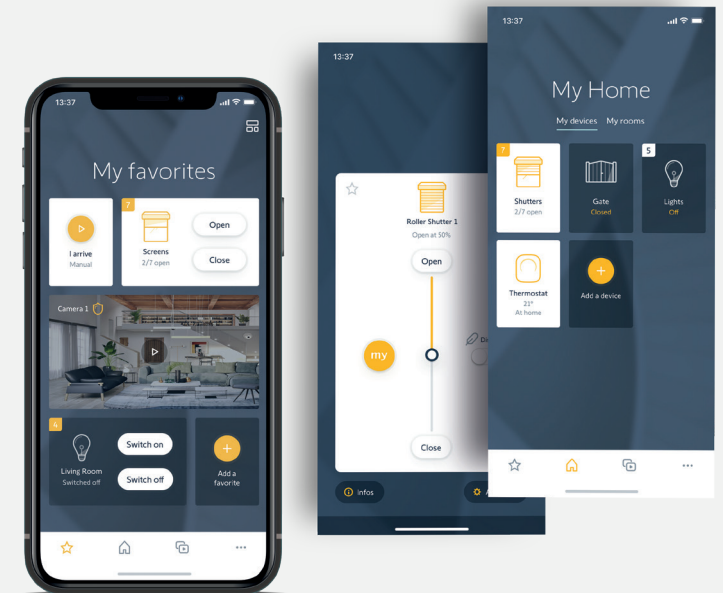 13:37
My favorites
I arrive
Manual
7
Screens
2/7 open
Open
Close
Camera 1
4
Living Room
Switched off
Switch on
Switch off
Add a
favorite
13:37
Roller Shutter 1
Open at 50%
Open
my
Close
Infos
13:37
My Home
My devices My rooms
7
Shutters
2/7 open
Gate
Closed
5
Lights
Off
Thermostat
21°
At home
Add a device